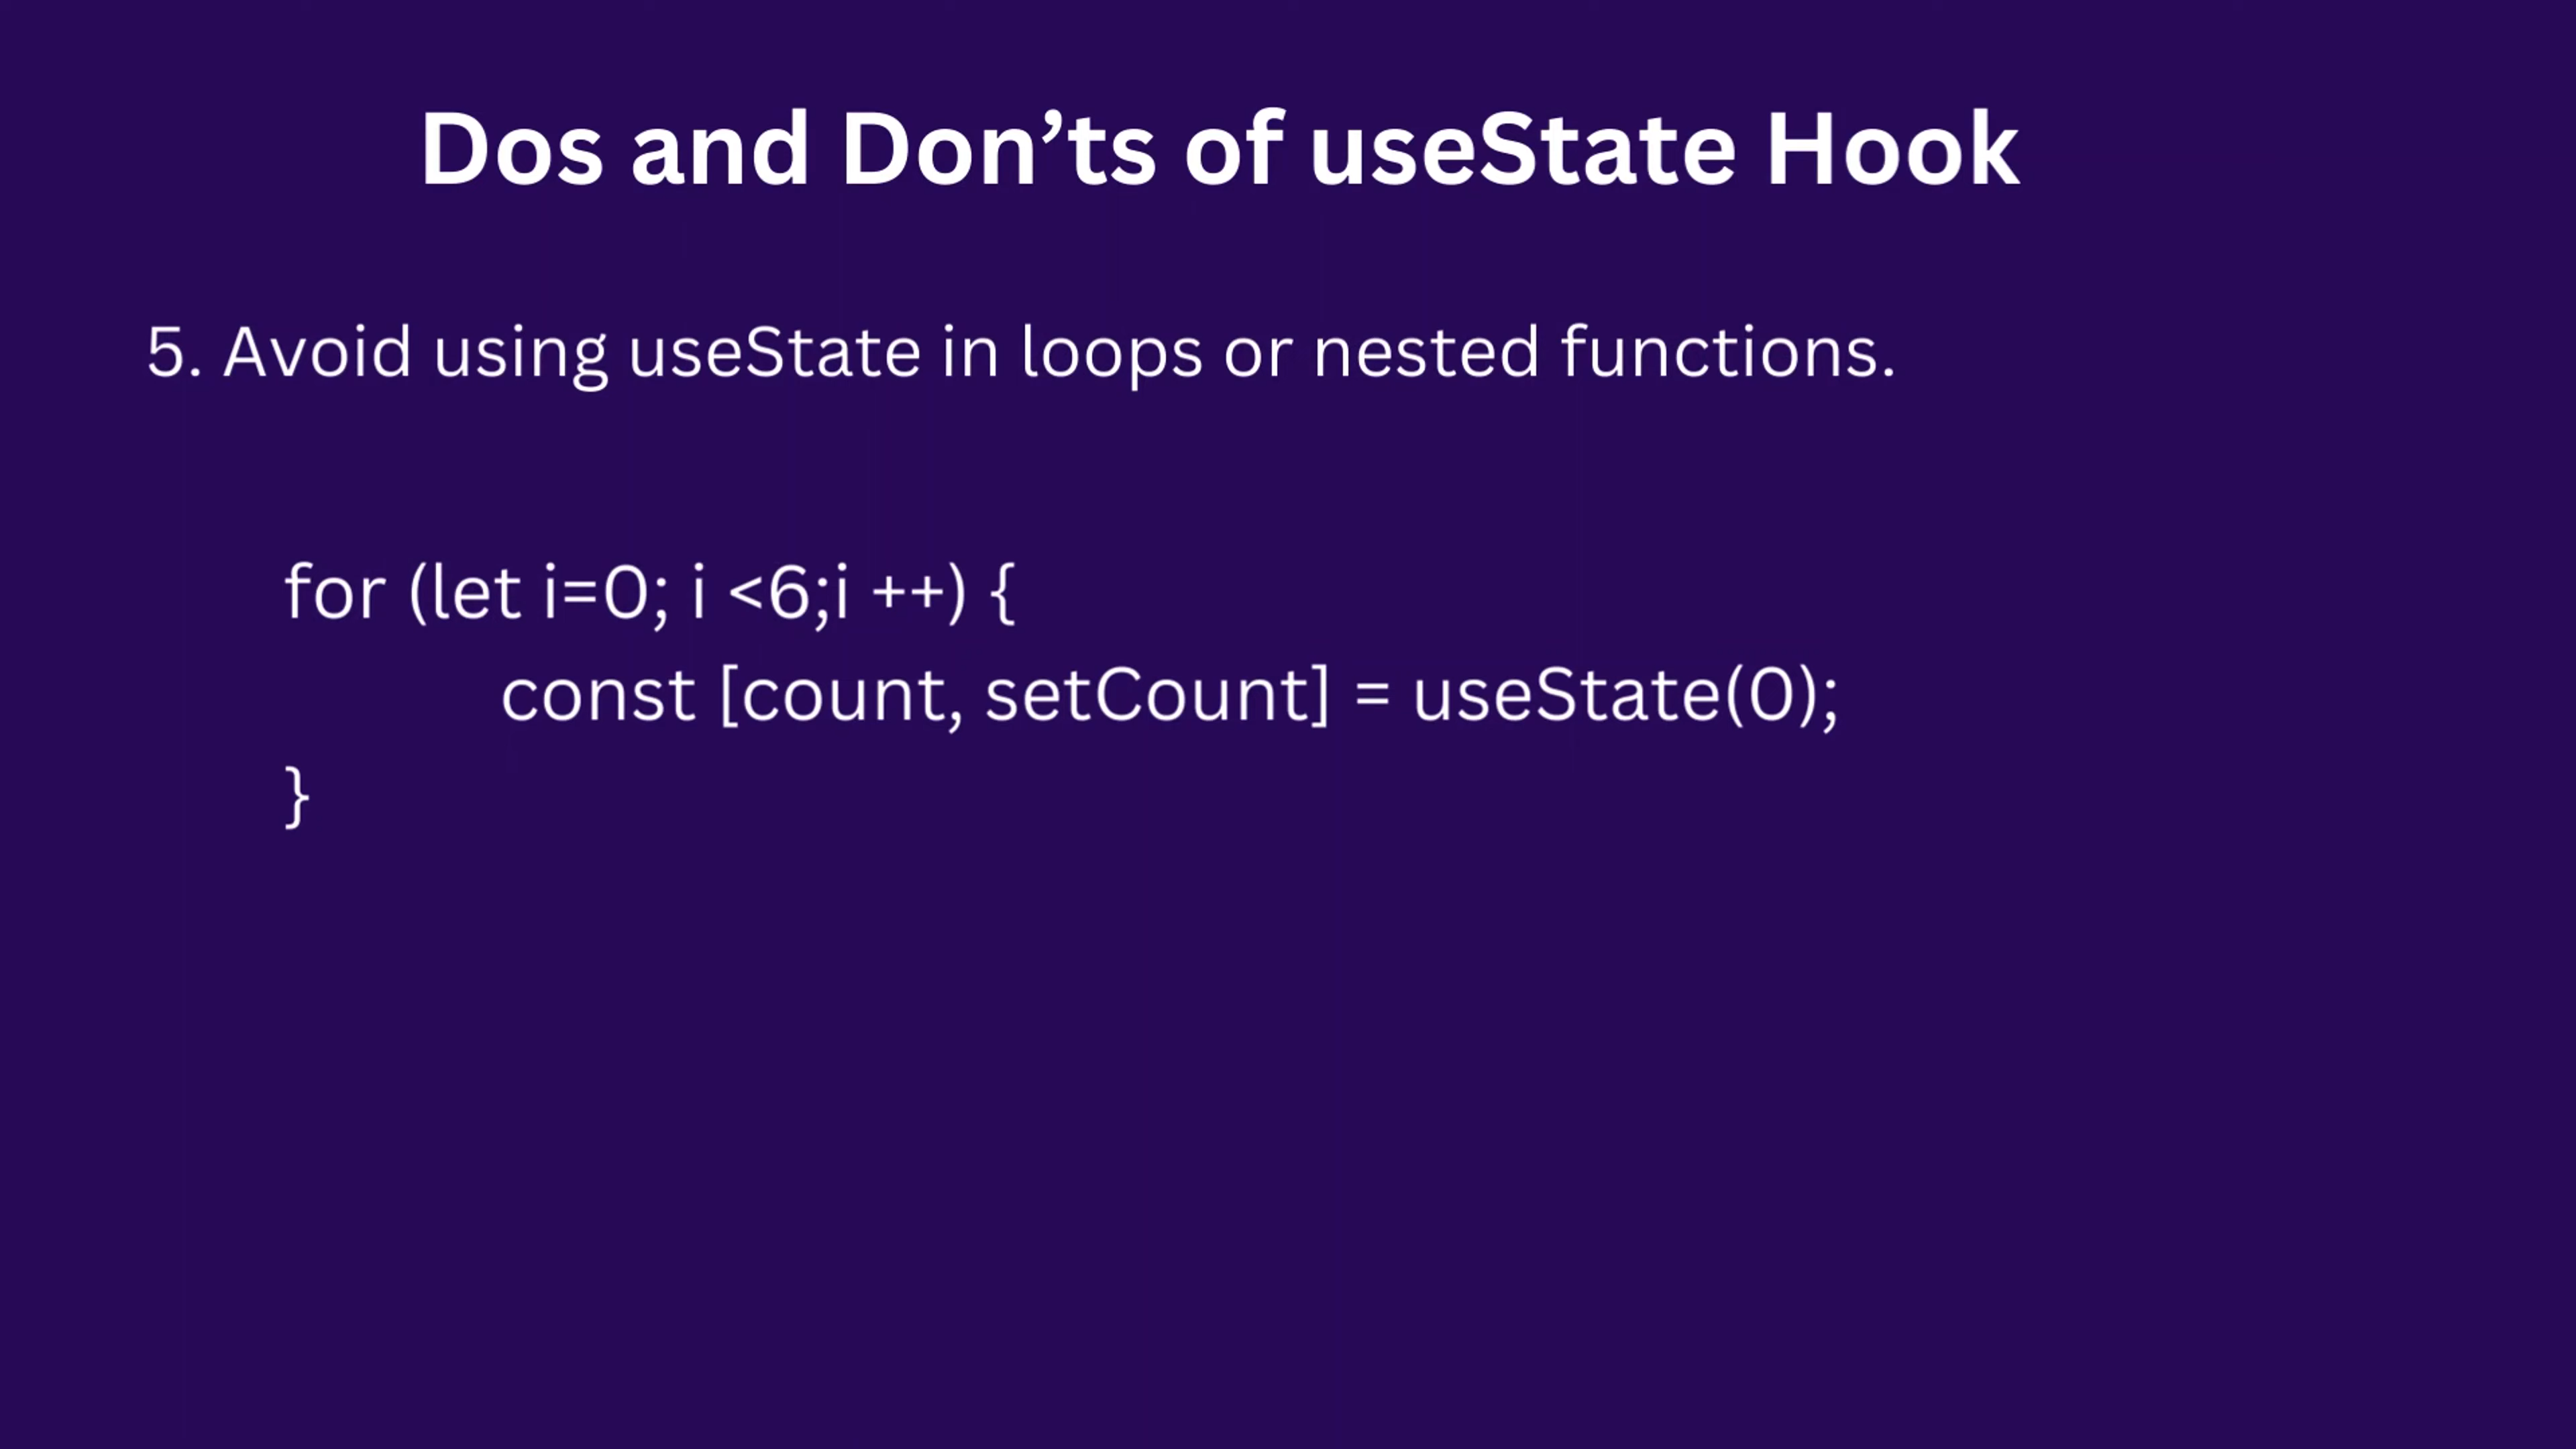 Dos and Don’ts of useState Hook
5. Avoid using useState in loops or nested functions.
for (let i=0; i <6;i ++) {
const [count, setCount] = useState(0);
}